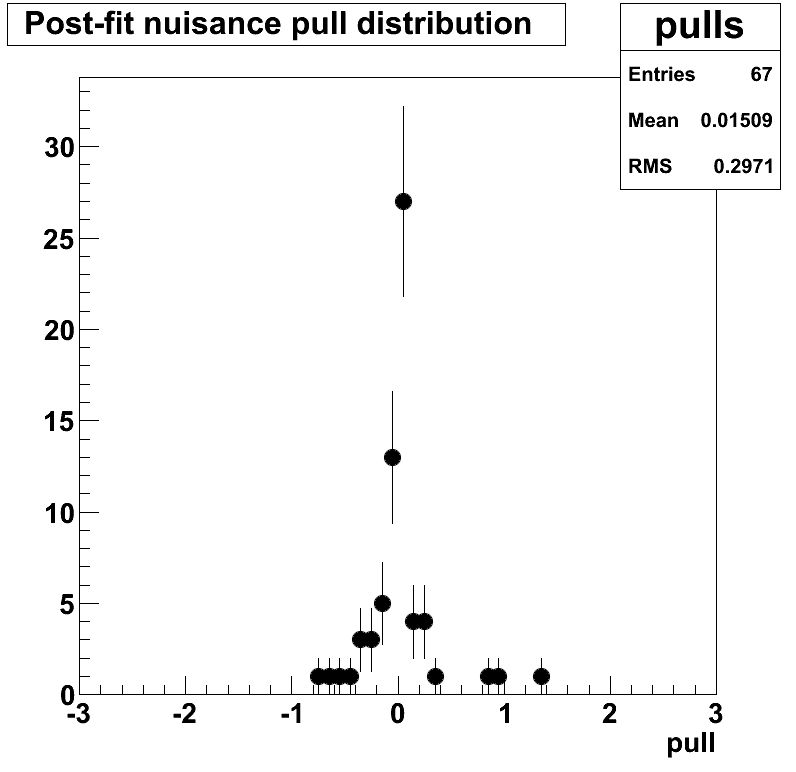 Post-fit nuisance pull distribution
pulls
Entries 67
Mean 0.01509
RMS 0.2971
30
25
20
15
10
5
0
-3 -2 -1 0 1 2 3
pull